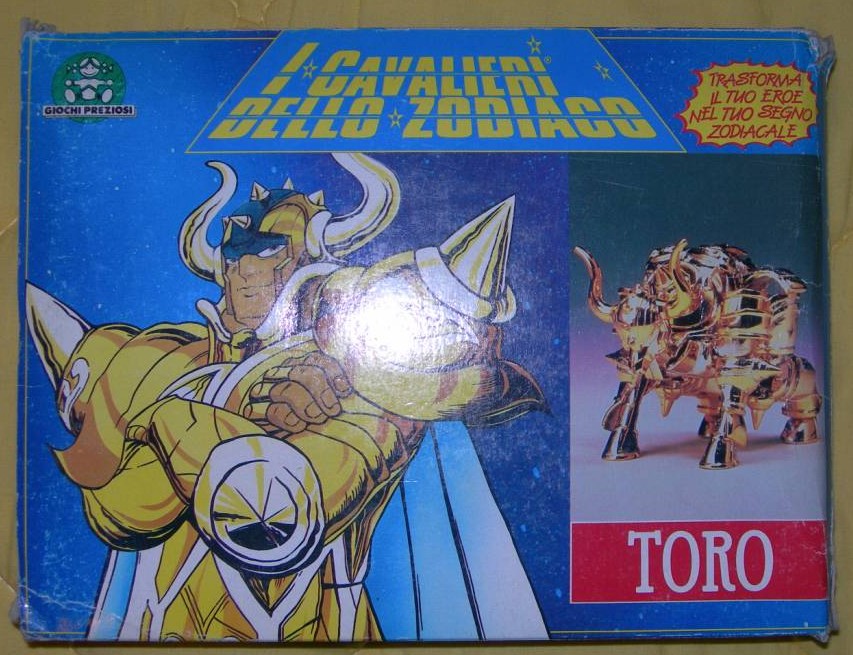 GIOCHI PREZIOSI
I CAVALIERI®
DELLO ZODIACO
TRASFORMA
IL TUO EROE
NEL TUO SEGNO
ZODIACALE
TORO